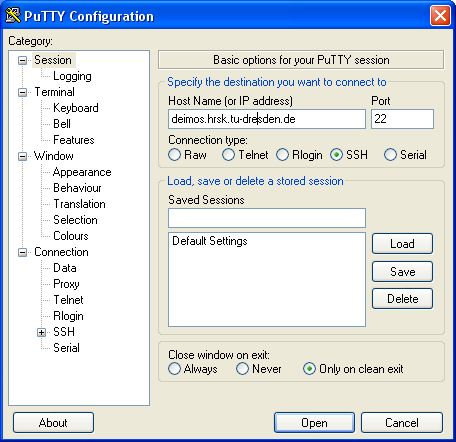 PuTTY Configuration
Category:
Session
Logging
Terminal
Keyboard
Bell
Features
Window
Appearance
Behaviour
Translation
Selection
Colours
Connection
Data
Proxy
Telnet
Rlogin
SSH
Serial
Basic options for your PuTTY session
Specify the destination you want to connect to
Host Name (or IP address) Port
deimos.hrsk.tu-dresden.de 22
Connection type:
Raw Telnet Rlogin SSH Serial
Load, save or delete a stored session
Saved Sessions
Default Settings
Load
Save
Delete
Close window on exit:
Always Never Only on clean exit
About Open Cancel